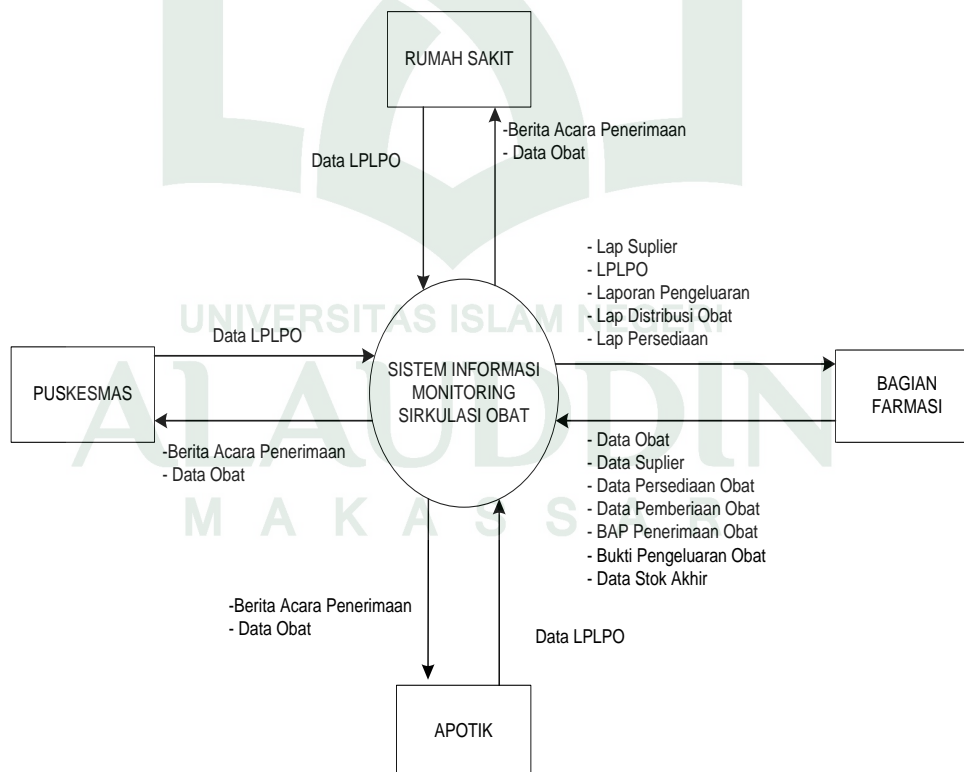 RUMAH SAKIT
Data LPLPO
-Berita Acara Penerimaan
- Data Obat
- Lap Suplier
- LPLPO
- Laporan Pengeluaran
- Lap Distribusi Obat
- Lap Persediaan
UNIVERSITAS ISLAM NEGERI
Data LPLPO
PUSKESMAS
SISTEM INFORMASI
MONITORING
SIRKULASI OBAT
BAGIAN
FARMASI
ALAUDDIN
-Berita Acara Penerimaan
- Data Obat
- Data Obat
- Data Suplier
- Data Persediaan Obat
- Data Pemberiaan Obat
- BAP Penerimaan Obat
- Bukti Pengeluaran Obat
- Data Stok Akhir
MAKASSAR
-Berita Acara Penerimaan
- Data Obat
Data LPLPO
APOTIK